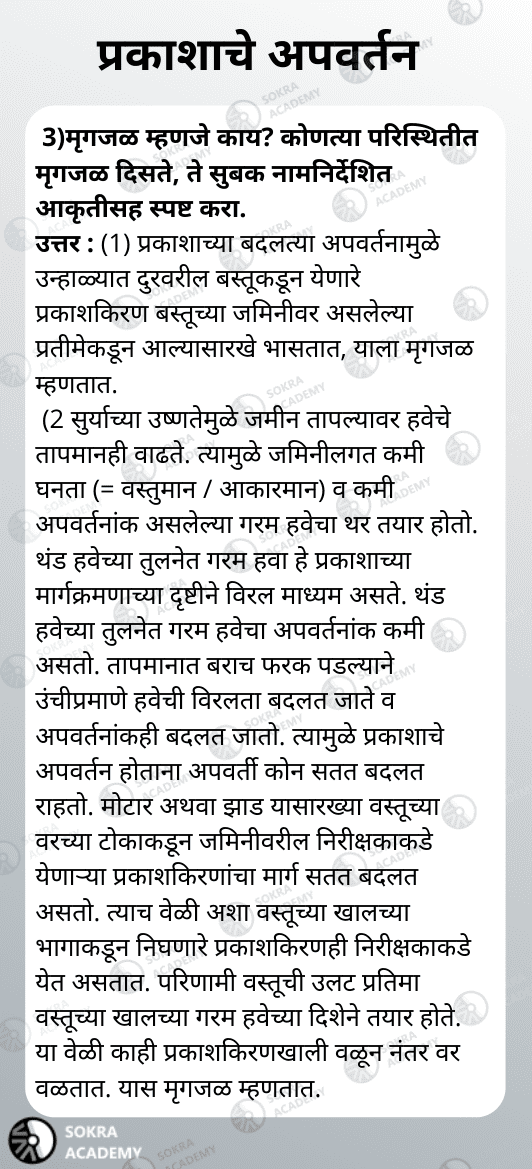 प्रकाशाचे अपवर्तन
3)मृगजळ म्हणजे काय? कोणत्या परिस्थितीत
मृगजळ दिसते, ते सुबक नामनिर्देशित
आकृतीसह स्पष्ट करा.
उत्तर : (1) प्रकाशाच्या बदलत्या अपवर्तनामुळे
उन्हाळ्यात दुरवरील बस्तूकडून येणारे
प्रकाशकिरण बस्तूच्या जमिनीवर असलेल्या
प्रतीमेकडून आल्यासारखे भासतात, याला मृगजळ
म्हणतात.
(2 सुर्याच्या उष्णतेमुळे जमीन तापल्यावर हवेचे
तापमानही वाढते. त्यामुळे जमिनीलगत कमी
घनता (= वस्तुमान / आकारमान) व कमी
अपवर्तनांक असलेल्या गरम हवेचा थर तयार होतो.
थंड हवेच्या तुलनेत गरम हवा हे प्रकाशाच्या
मार्गक्रमणाच्या दृष्टीने विरल माध्यम असते. थंड
हवेच्या तुलनेत गरम हवेचा अपवर्तनांक कमी
असतो. तापमानात बराच फरक पडल्याने
उंचीप्रमाणे हवेची विरलता बदलत जाते व
अपवर्तनांकही बदलत जातो. त्यामुळे प्रकाशाचे
अपवर्तन होताना अपवर्ती कोन सतत बदलत
राहतो. मोटार अथवा झाड यासारख्या वस्तूच्या
वरच्या टोकाकडून जमिनीवरील निरीक्षकाकडे
येणाऱ्या प्रकाशकिरणांचा मार्ग सतत बदलत
असतो. त्याच वेळी अशा वस्तूच्या खालच्या
भागाकडून निघणारे प्रकाशकिरणही निरीक्षकाकडे
येत असतात. परिणामी वस्तूची उलट प्रतिमा
वस्तूच्या खालच्या गरम हवेच्या दिशेने तयार होते.
या वेळी काही प्रकाशकिरणखाली वळून नंतर वर
वळतात. यास मृगजळ म्हणतात.
SOKRA
ACADEMY